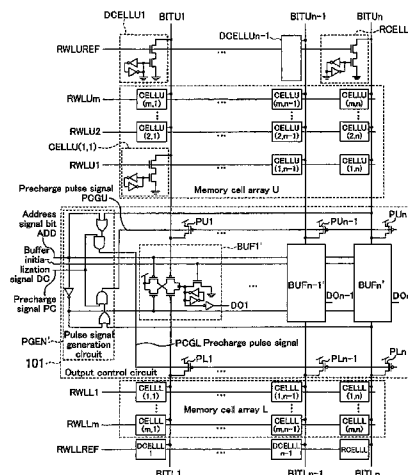 DCELLU1 BITU1 BITUn-1 BITUn RCELL
RWLUREF DCELLUn-1
RWLUm CELLU (m,1) CELLU (m,n-1) CELLU (m,n)
RWLU2 CELLU (2,1) CELLU (2,n-1) CELLU (2,n)
CELLU(1,1)
RWLU1 CELLU (1,n-1) CELLU (1,n)
Memory cell array U
Precharge pulse signal
PCGU
PU1 PUn-1 PUn
Address signal bit
ADD
Buffer initia-
lization signal DC
Precharge signal PC
BUF1' BUFn-1' BUFn'
DO1 DOn-1 DOn
PGEN'
Pulse signal generation circuit
PCGL Precharge pulse signal
101
Output control circuit
PL1 PLn-1 PLn
RWLL1 CELLL (1,1) CELLL (1,n-1) CELLL (1,n)
Memory cell array L
RWLLm CELLL (m,1) CELLL (m,n-1) CELLL (m,n)
RWLLREF DCELLL 1 DCELLL n-1 RCELLL
BITL1 BITLn-1 BITLn